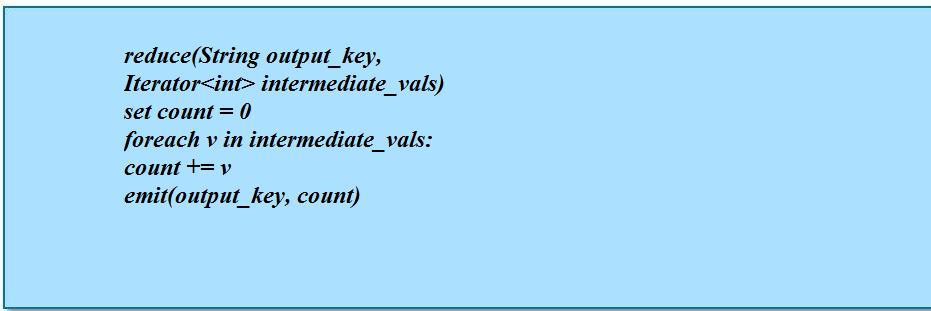 reduce(String output_key,
Iterator<int> intermediate_vals)
set count = 0
foreach v in intermediate_vals:
count += v
emit(output_key, count)